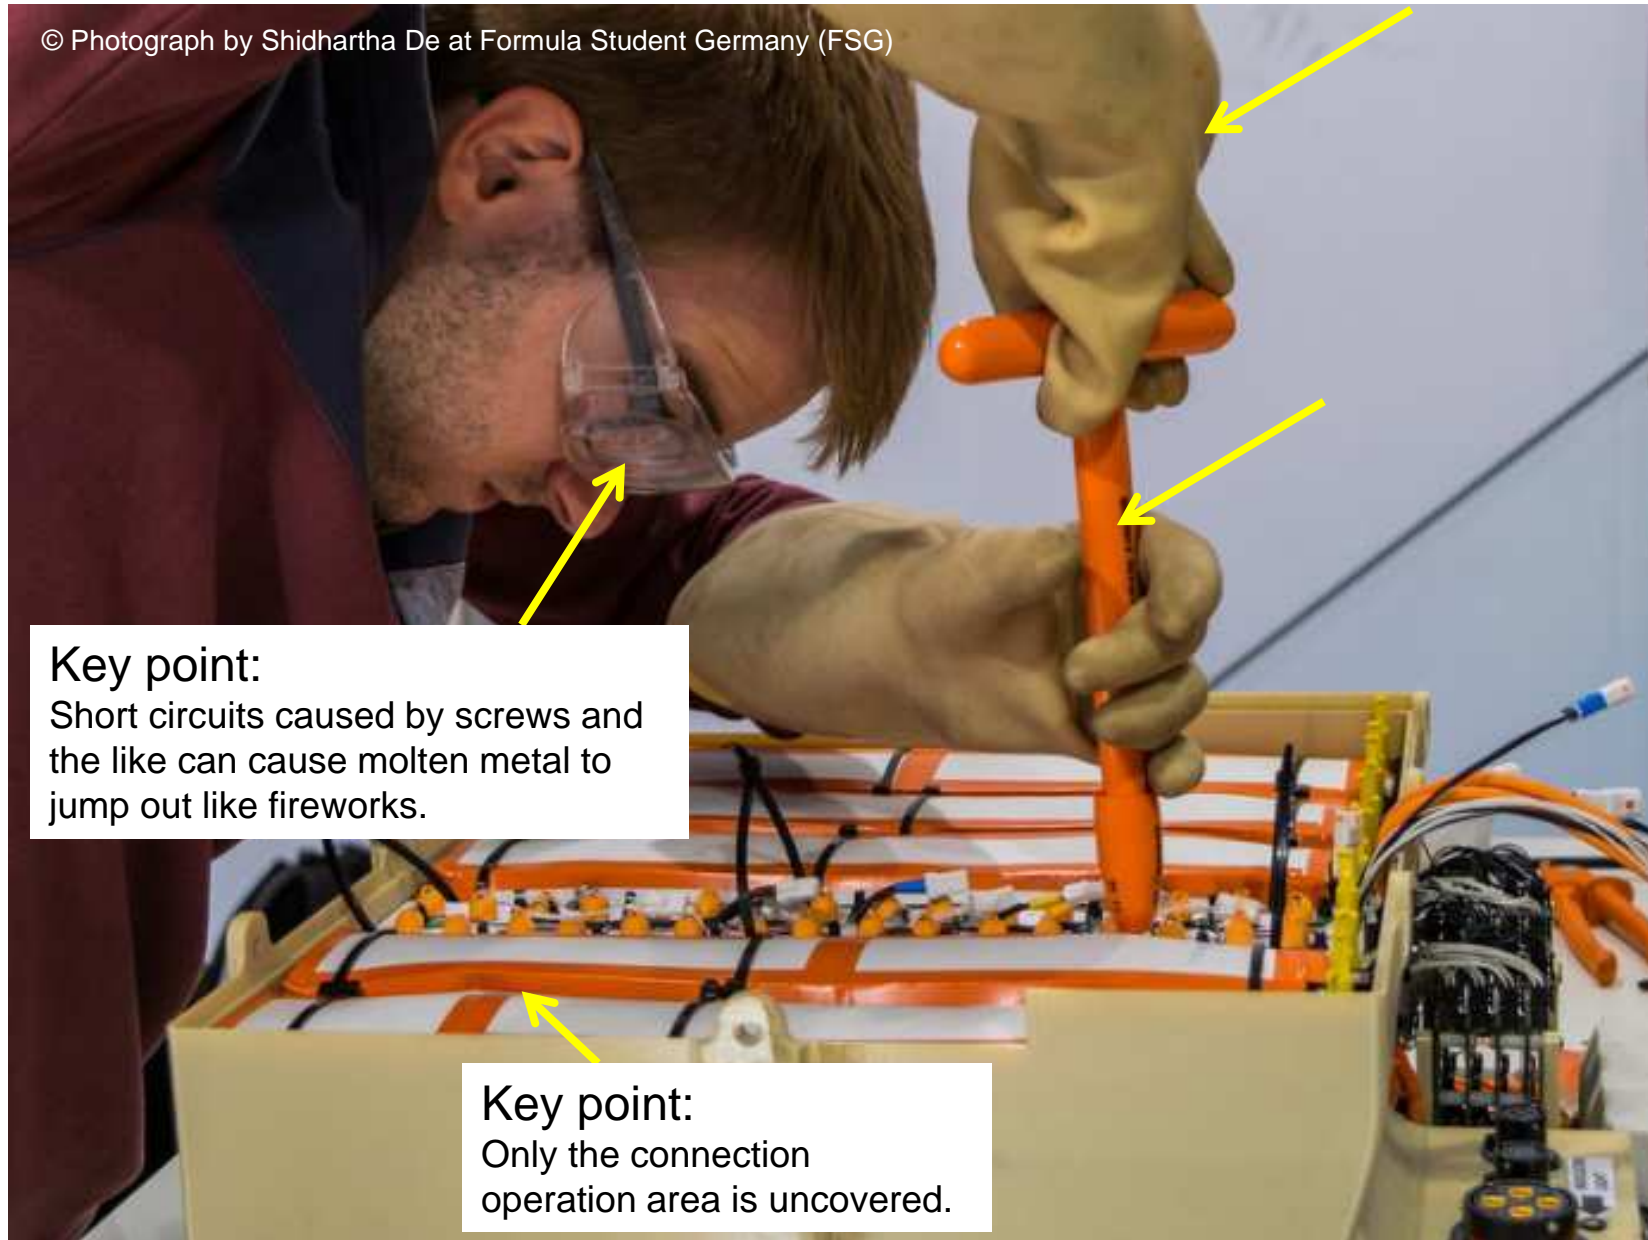 © Photograph by Shidhartha De at Formula Student Germany (FSG)
Key point:
Short circuits caused by screws and
the like can cause molten metal to
jump out like fireworks.
Key point:
Only the connection
operation area is uncovered.